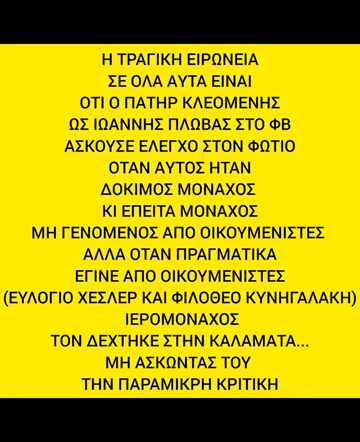 Η ΤΡΑΓΙΚΗ ΕΙΡΩΝΕΙΑ
ΣΕ ΟΛΑ ΑΥΤΑ ΕΙΝΑΙ
ΟΤΙ Ο ΠΑΤΗΡ ΚΛΕΟΜΕΝΗΣ
ΩΣ ΙΩΑΝΝΗΣ ΠΛΩΒΑΣ ΣΤΟ ΦΒ
ΑΣΚΟΥΣΕ ΕΛΕΓΧΟ ΣΤΟΝ ΦΩΤΙΟ
ΟΤΑΝ ΑΥΤΟΣ ΗΤΑΝ
ΔΟΚΙΜΟΣ ΜΟΝΑΧΟΣ
ΚΙ ΕΠΕΙΤΑ ΜΟΝΑΧΟΣ
ΜΗ ΓΕΝΟΜΕΝΟΣ ΑΠΟ ΟΙΚΟΥΜΕΝΙΣΤΕΣ
ΑΛΛΑ ΟΤΑΝ ΠΡΑΓΜΑΤΙΚΑ
ΕΓΙΝΕ ΑΠΟ ΟΙΚΟΥΜΕΝΙΣΤΕΣ
(ΕΥΛΟΓΙΟ ΧΕΣΛΕΡ ΚΑΙ ΦΙΛΟΘΕΟ ΚΥΝΗΓΑΛΑΚΗ)
ΙΕΡΟΜΟΝΑΧΟΣ
ΤΟΝ ΔΕΧΤΗΚΕ ΣΤΗΝ ΚΑΛΑΜΑΤΑ...
ΜΗ ΑΣΚΩΝΤΑΣ ΤΟΥ
ΤΗΝ ΠΑΡΑΜΙΚΡΗ ΚΡΙΤΙΚΗ